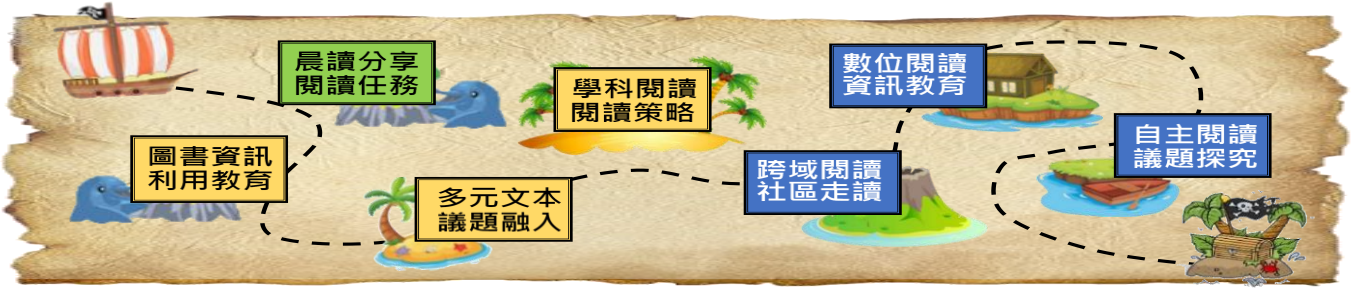 晨讀分享
閱讀任務
圖書資訊
利用教育
多元文本
議題融入
學科閱讀
閱讀策略
跨域閱讀
社區走讀
數位閱讀
資訊教育
自主閱讀
議題探究